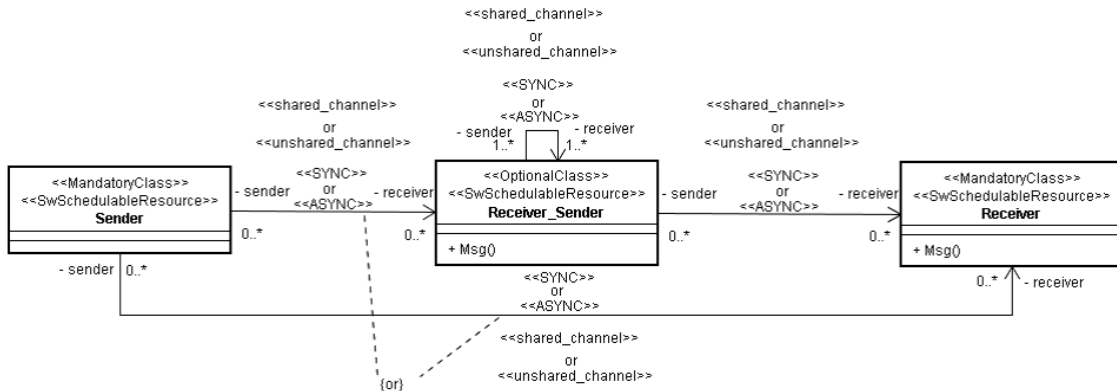 <<shared_channel>>
or
<<unshared_channel>>
<<SYNC>>
or
<<ASYNC>>
- sender
- receiver
1..*
1..*
<<shared_channel>>
or
<<unshared_channel>>
<<SYNC>>
or
<<ASYNC>>
- sender
- receiver
0..*
0..*
<<shared_channel>>
or
<<unshared_channel>>
<<SYNC>>
or
<<ASYNC>>
- sender
- receiver
0..*
0..*
<<MandatoryClass>>
<<SwSchedulableResource>>
Sender
<<OptionalClass>>
<<SwSchedulableResource>>
Receiver_Sender
+ Msg()
<<MandatoryClass>>
<<SwSchedulableResource>>
Receiver
+ Msg()
- sender
0..*
<<SYNC>>
or
<<ASYNC>>
0..*
- receiver
<<shared_channel>>
or
<<unshared_channel>>
{or}